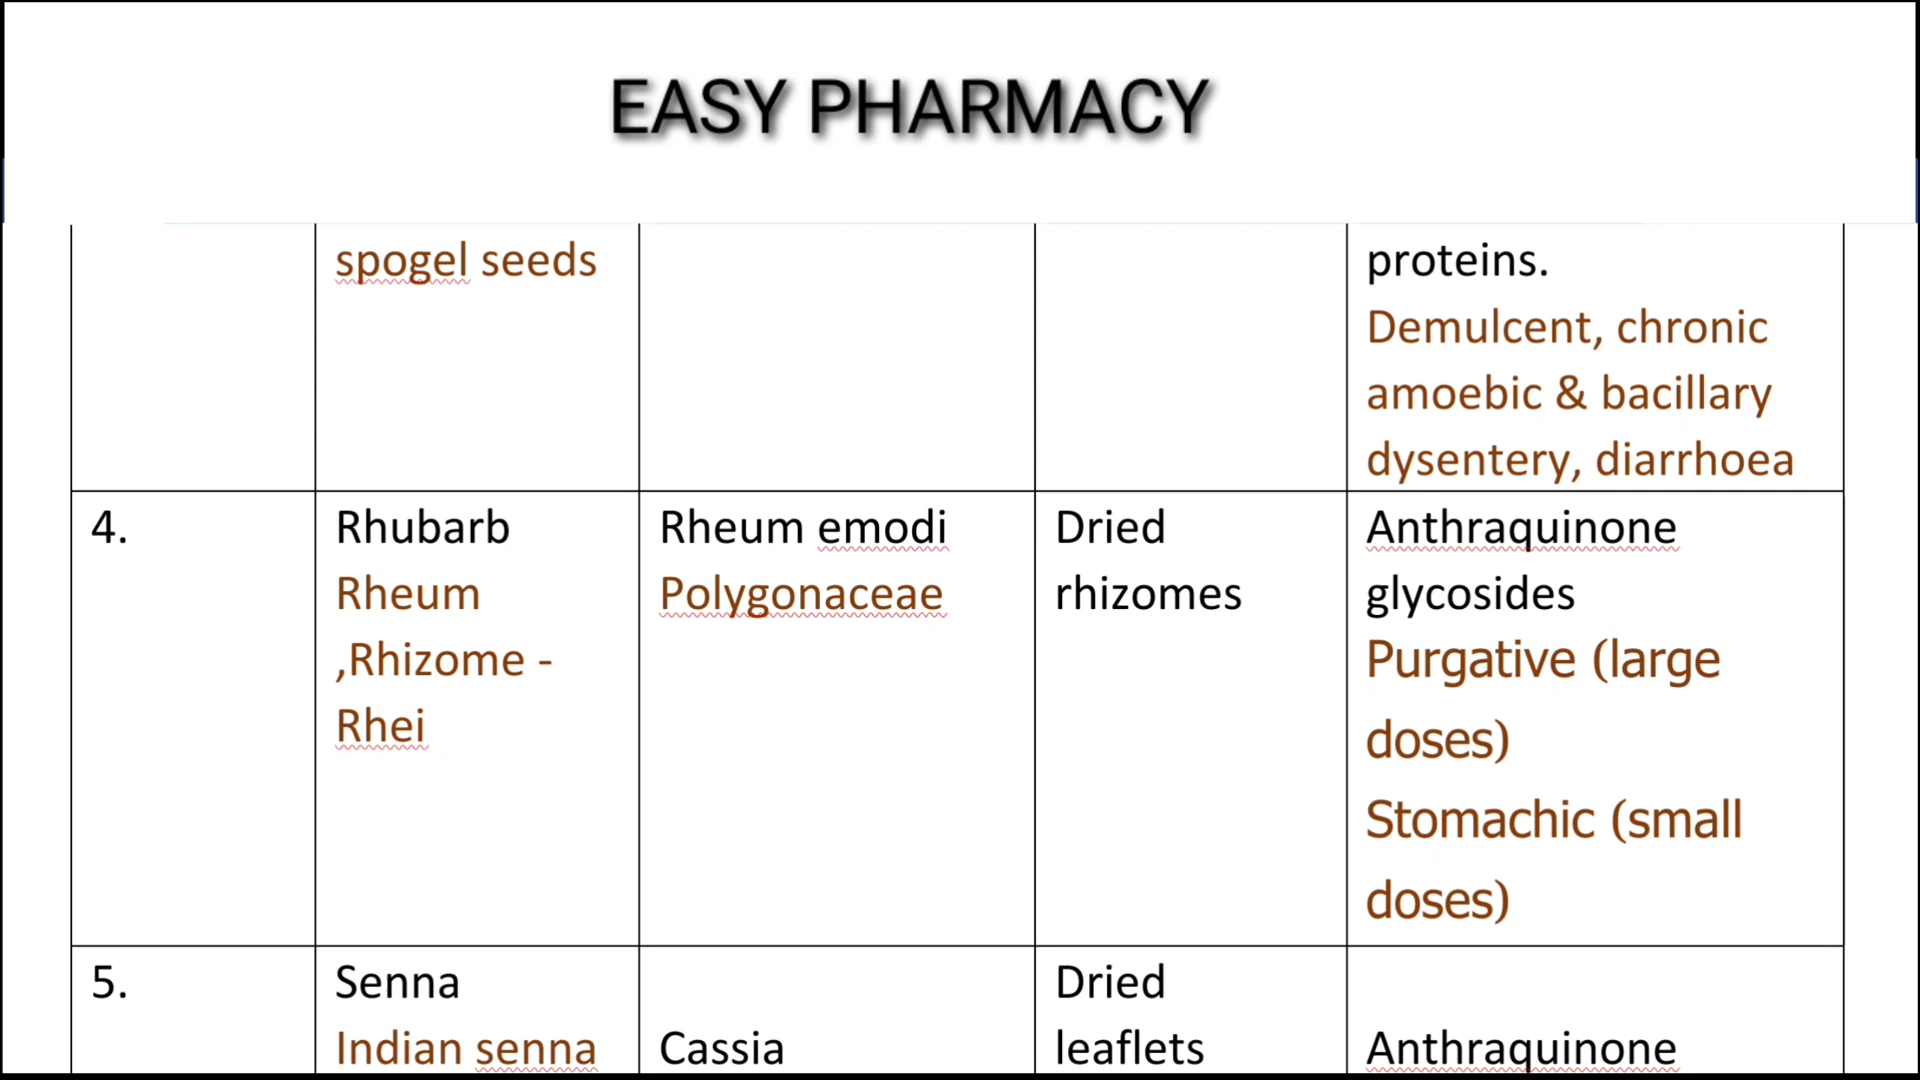 EASY PHARMACY
spogel seeds
proteins.
Demulcent, chronic
amoebic & bacillary
dysentery, diarrhoea
4.
Rhubarb
Rheum
,Rhizome -
Rhei
Rheum emodi
Polygonaceae
Dried
rhizomes
Anthraquinone
glycosides
Purgative (large
doses)
Stomachic (small
doses)
5.
Senna
Indian senna
Cassia
Dried
leaflets
Anthraquinone